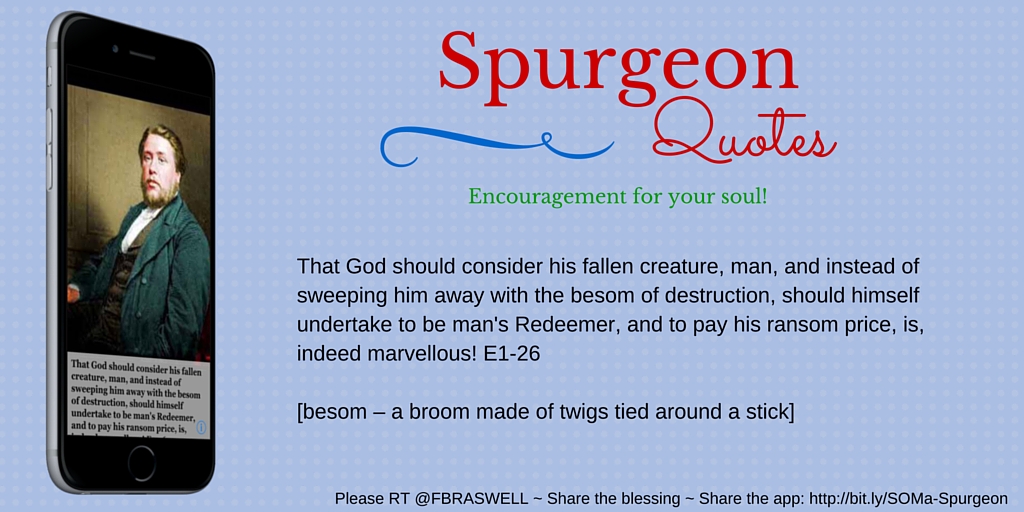 Spurgeon
Quotes
Encouragement for your soul!
That God should consider his fallen creature, man, and instead of
sweeping him away with the besom of destruction, should himself
undertake to be man's Redeemer, and to pay his ransom price, is,
indeed marvellous! E1-26
[besom – a broom made of twigs tied around a stick]
That God should consider his fallen
creature, man, and instead of
sweeping him away with the besom
of destruction, should himself
undertake to be man's Redeemer,
and to pay his ransom price, is,
Please RT @FBRASWELL ~ Share the blessing ~ Share the app: http://bit.ly/SOMa-Spurgeon